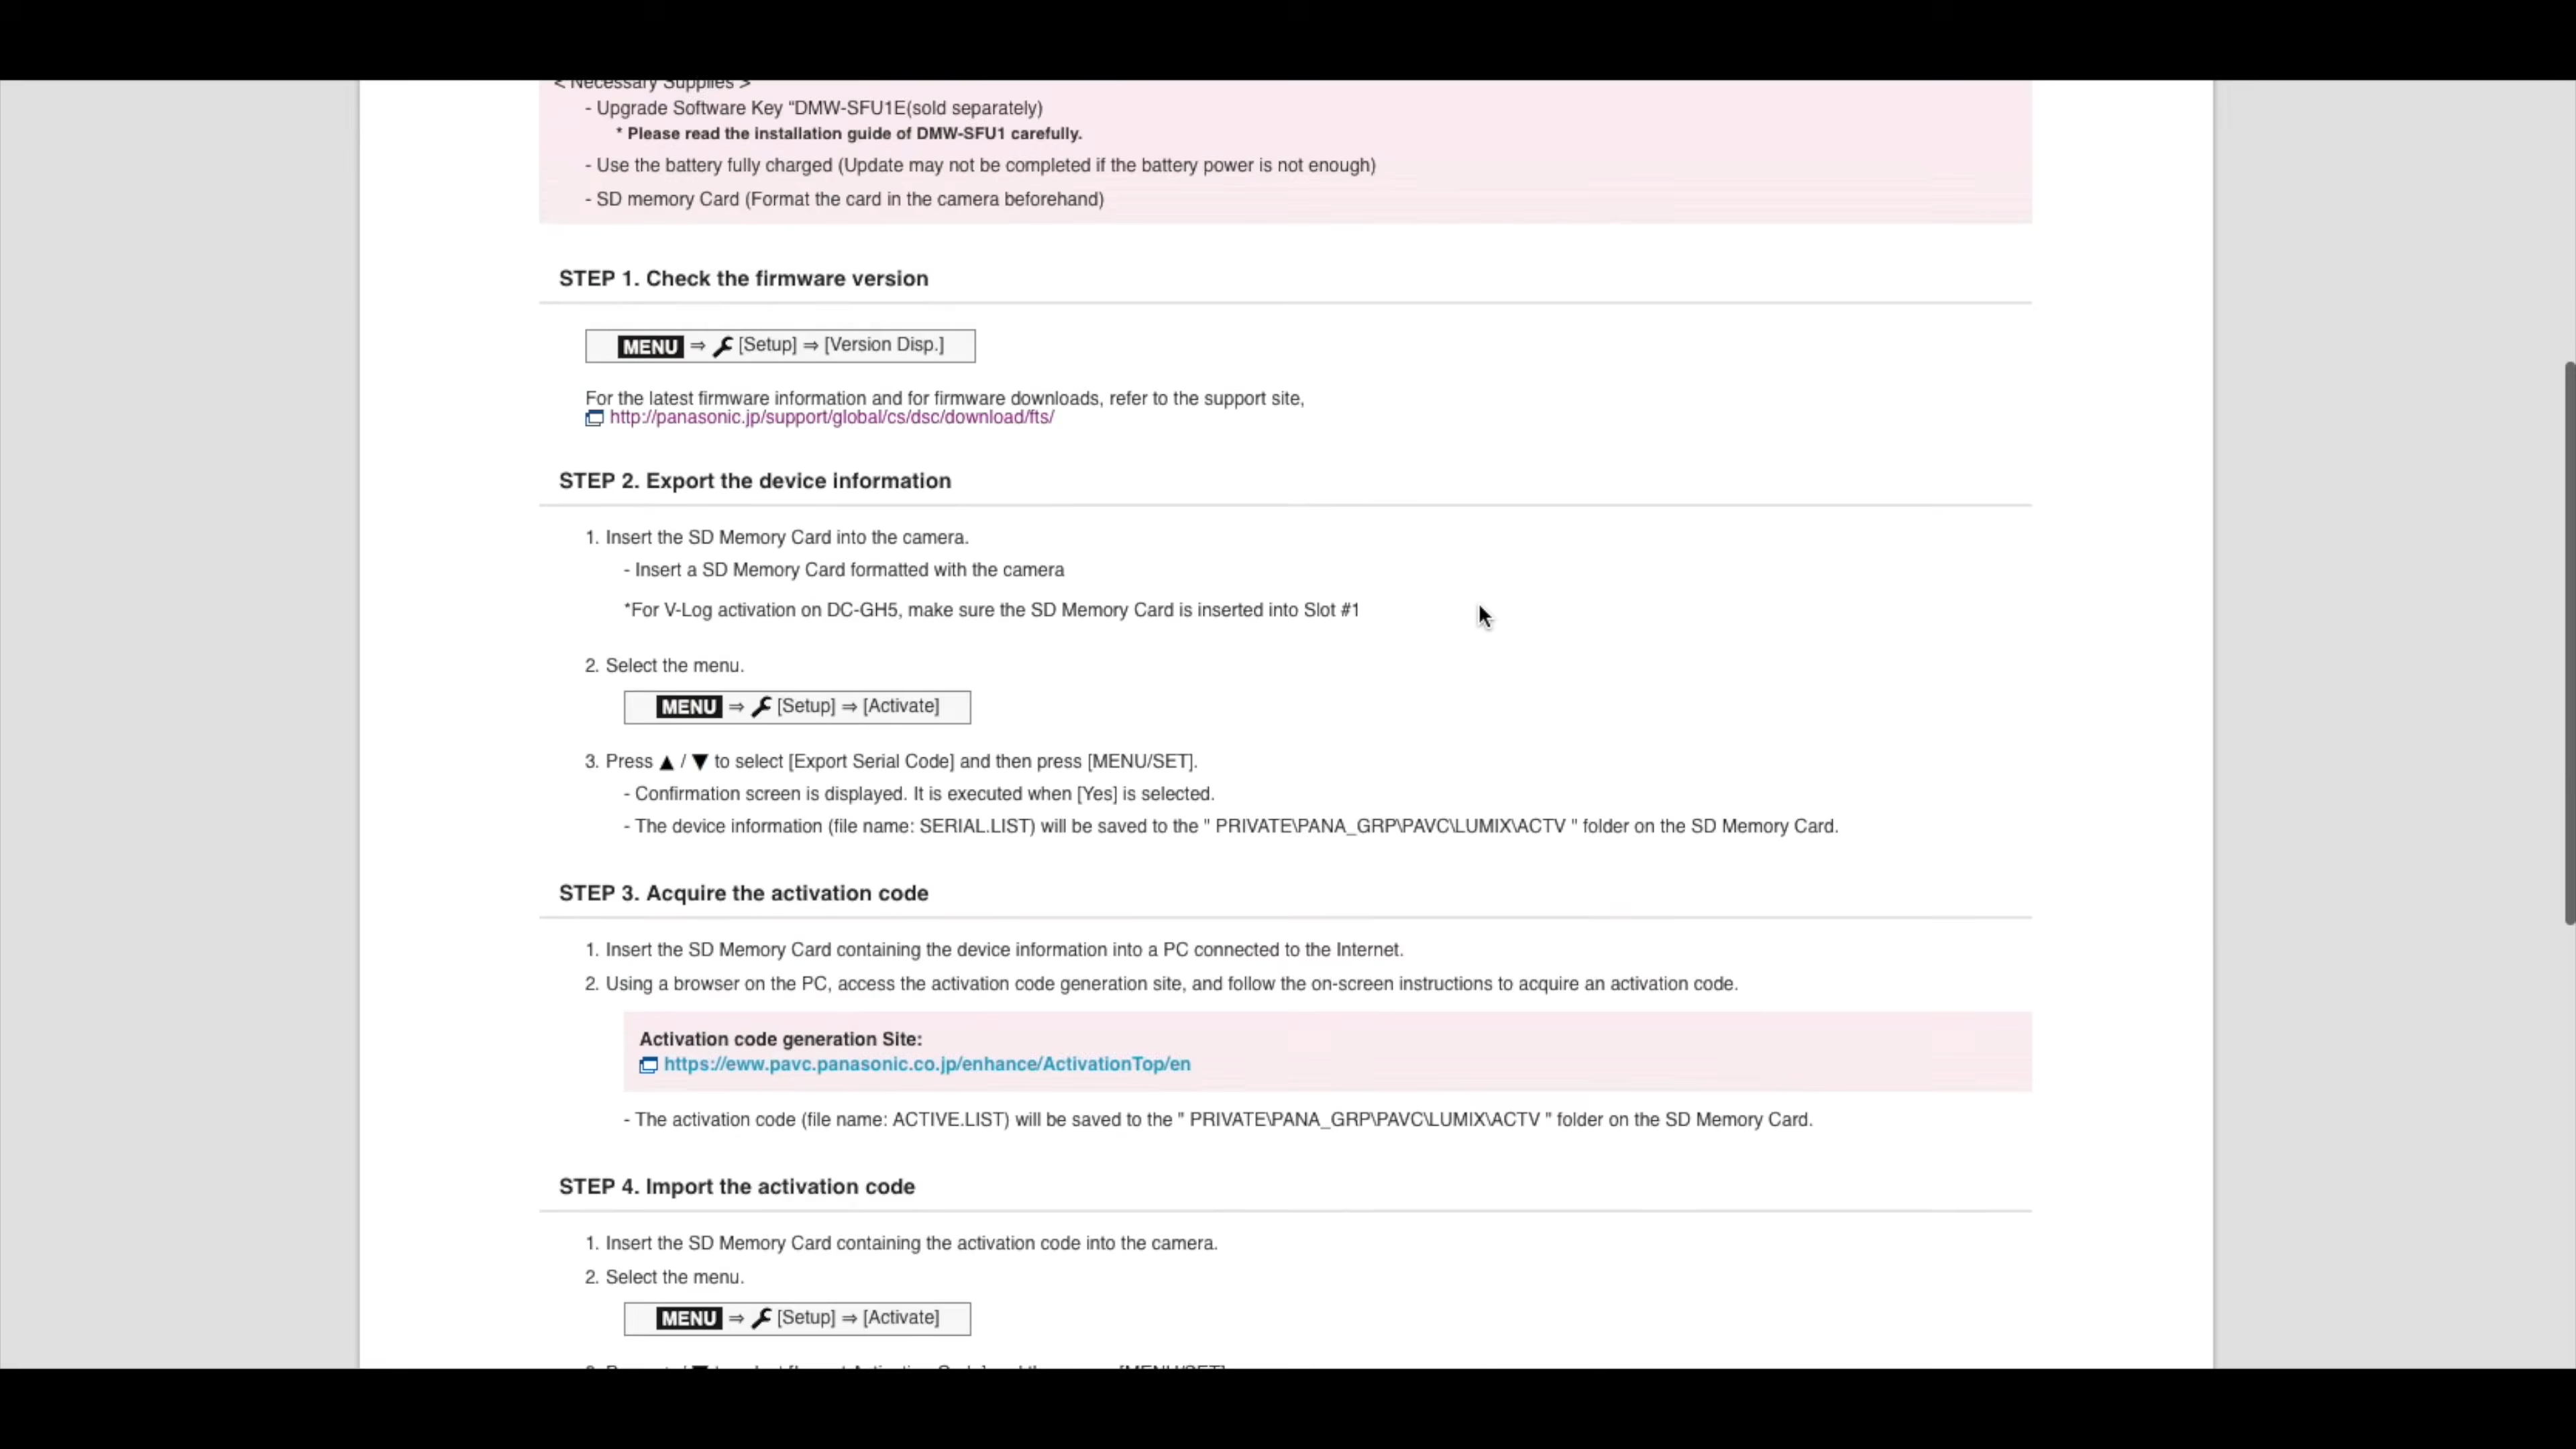 < Necessary Supplies >
- Upgrade Software Key “DMW-SFU1E(sold separately)
* Please read the installation guide of DMW-SFU1 carefully.
- Use the battery fully charged (Update may not be completed if the battery power is not enough)
- SD memory Card (Format the card in the camera beforehand)
STEP 1. Check the firmware version
MENU ⇒ [Setup] ⇒ [Version Disp.]
For the latest firmware information and for firmware downloads, refer to the support site,
http://panasonic.jp/support/global/cs/dsc/download/fts/
STEP 2. Export the device information
1. Insert the SD Memory Card into the camera.
- Insert a SD Memory Card formatted with the camera
*For V-Log activation on DC-GH5, make sure the SD Memory Card is inserted into Slot #1
2. Select the menu.
MENU ⇒ [Setup] ⇒ [Activate]
3. Press ▲ / ▼ to select [Export Serial Code] and then press [MENU/SET].
- Confirmation screen is displayed. It is executed when [Yes] is selected.
- The device information (file name: SERIAL.LIST) will be saved to the " PRIVATE\PANA_GRP\PAVC\LUMIX\ACTV " folder on the SD Memory Card.
STEP 3. Acquire the activation code
1. Insert the SD Memory Card containing the device information into a PC connected to the Internet.
2. Using a browser on the PC, access the activation code generation site, and follow the on-screen instructions to acquire an activation code.
Activation code generation Site:
https://eww.pavc.panasonic.co.jp/enhance/ActivationTop/en
- The activation code (file name: ACTIVE.LIST) will be saved to the " PRIVATE\PANA_GRP\PAVC\LUMIX\ACTV " folder on the SD Memory Card.
STEP 4. Import the activation code
1. Insert the SD Memory Card containing the activation code into the camera.
2. Select the menu.
MENU ⇒ [Setup] ⇒ [Activate]